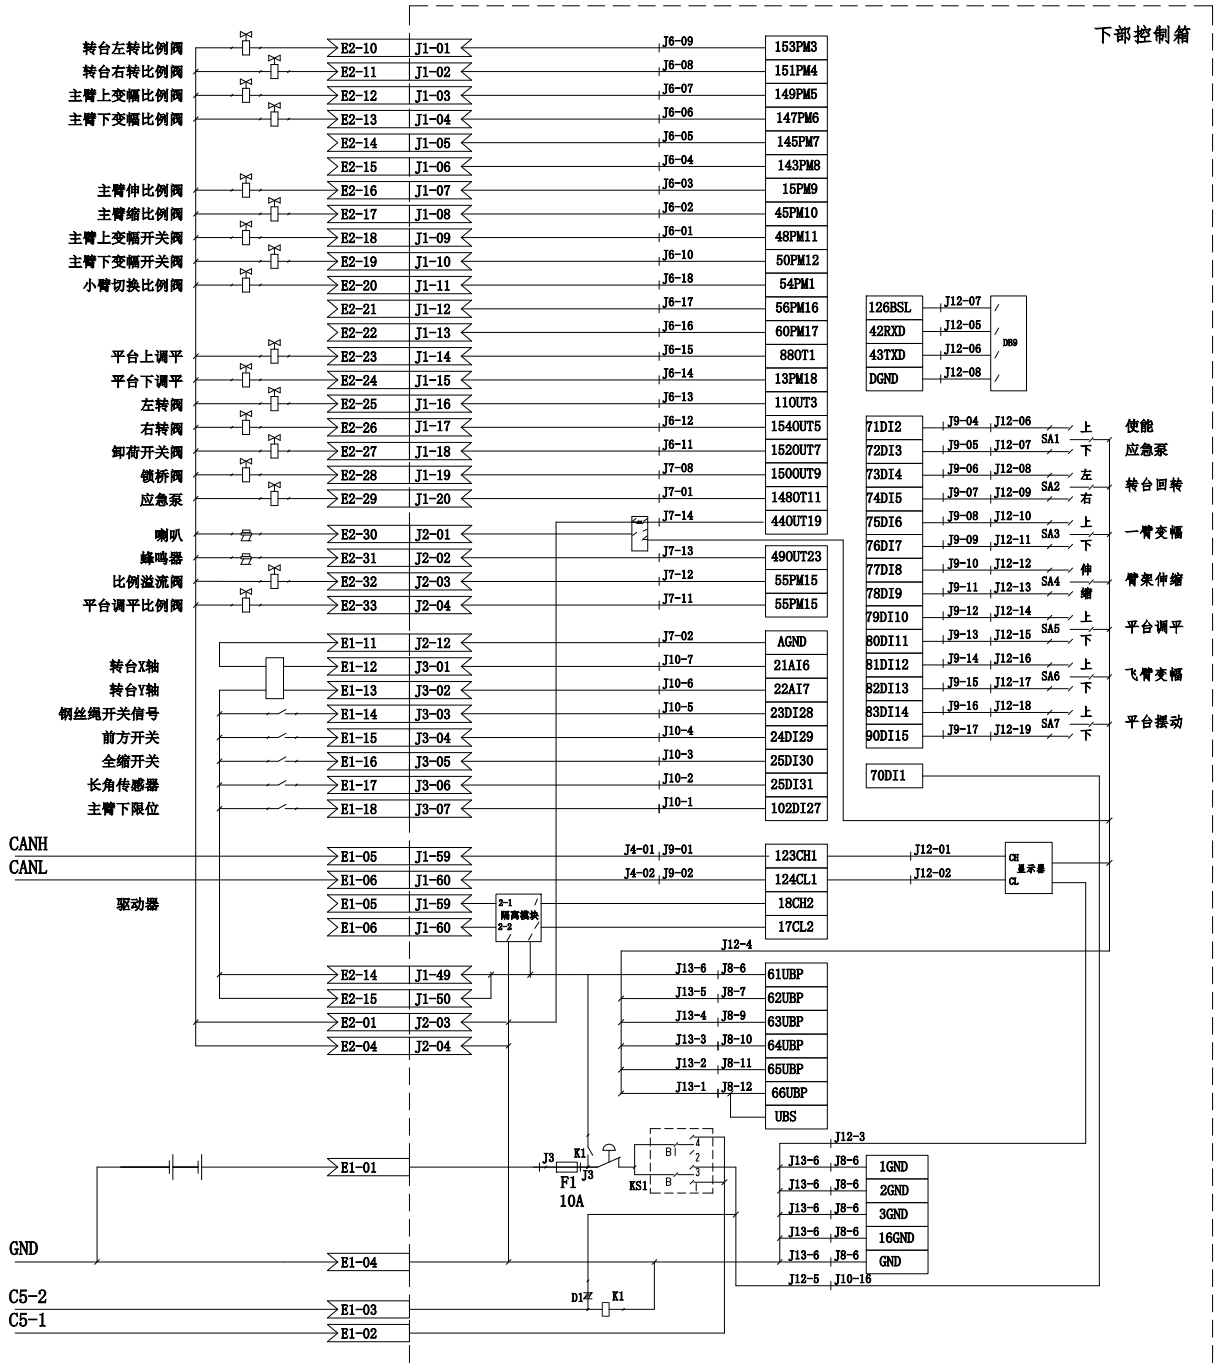 下部控制箱
转台左转比例阀 E2-10 J1-01 J6-09 153PM3
转台右转比例阀 E2-11 J1-02 J6-08 151PM4
主臂上变幅比例阀 E2-12 J1-03 J6-07 149PM5
主臂下变幅比例阀 E2-13 J1-04 J6-06 147PM6
E2-14 J1-05 J6-05 145PM7
E2-15 J1-06 J6-04 143PM8
主臂伸比例阀 E2-16 J1-07 J6-03 15PM9
主臂缩比例阀 E2-17 J1-08 J6-02 45PM10
主臂上变幅开关阀 E2-18 J1-09 J6-01 48PM11
主臂下变幅开关阀 E2-19 J1-10 J6-10 50PM12
小臂切换比例阀 E2-20 J1-11 J6-18 54PM1
E2-21 J1-12 J6-17 56PM16
E2-22 J1-13 J6-16 60PM17
平台上调平 E2-23 J1-14 J6-15 88OT1
平台下调平 E2-24 J1-15 J6-14 13PM18
左转阀 E2-25 J1-16 J6-13 11OUT3
右转阀 E2-26 J1-17 J6-12 154OUT5
卸荷开关阀 E2-27 J1-18 J6-11 152OUT7
锁桥阀 E2-28 J1-19 J7-08 150OUT9
应急泵 E2-29 J1-20 J7-01 148OT11
J7-14 44OUT19
喇叭 E2-30 J2-01
蜂鸣器 E2-31 J2-02 J7-13 49OUT23
比例溢流阀 E2-32 J2-03 J7-12 55PM15
平台调平比例阀 E2-33 J2-04 J7-11 55PM15
E1-11 J2-12 J7-02 AGND
转台X轴 E1-12 J3-01 J10-7 21AI6
转台Y轴 E1-13 J3-02 J10-6 22AI7
钢丝绳开关信号 E1-14 J3-03 J10-5 23DI28
前方开关 E1-15 J3-04 J10-4 24DI29
全缩开关 E1-16 J3-05 J10-3 25DI30
长角传感器 E1-17 J3-06 J10-2 25DI31
主臂下限位 E1-18 J3-07 J10-1 102DI27
126BSL J12-07
42RXD J12-05
43TXD J12-06
DGND J12-08
DB9
71DI2 J9-04 J12-06 上 使能
72DI3 J9-05 J12-07 SA1 下 应急泵
73DI4 J9-06 J12-08 左
74DI5 J9-07 J12-09 SA2 右 转台回转
75DI6 J9-08 J12-10 上
76DI7 J9-09 J12-11 SA3 下 一臂变幅
77DI8 J9-10 J12-12 伸
78DI9 J9-11 J12-13 SA4 缩 臂架伸缩
79DI10 J9-12 J12-14 上
80DI11 J9-13 J12-15 SA5 下 平台调平
81DI12 J9-14 J12-16 上
82DI13 J9-15 J12-17 SA6 下 飞臂变幅
83DI14 J9-16 J12-18 上
90DI15 J9-17 J12-19 SA7 下 平台摆动
70DI1
CANH E1-05 J1-59 J4-01 J9-01 123CH1 J12-01 CH
CANL E1-06 J1-60 J4-02 J9-02 124CL1 J12-02 CL
显示器
驱动器 E1-05 J1-59 2-1 18CH2
隔离模块
E1-06 J1-60 2-2 17CL2
J12-4
E2-14 J1-49 J13-6 J8-6 61UBP
E2-15 J1-50 J13-5 J8-7 62UBP
E2-01 J2-03 J13-4 J8-9 63UBP
E2-04 J2-04 J13-3 J8-10 64UBP
J13-2 J8-11 65UBP
J13-1 J8-12 66UBP
UBS
J12-3
E1-01 J3 F1 10A J3 K1 KS1 BI 4 2 B 3 1
J13-6 J8-6 1GND
J13-6 J8-6 2GND
J13-6 J8-6 3GND
J13-6 J8-6 16GND
GND E1-04 J13-6 J8-6 GND
J12-5 J10-16
C5-2 E1-03 D1 K1
C5-1 E1-02